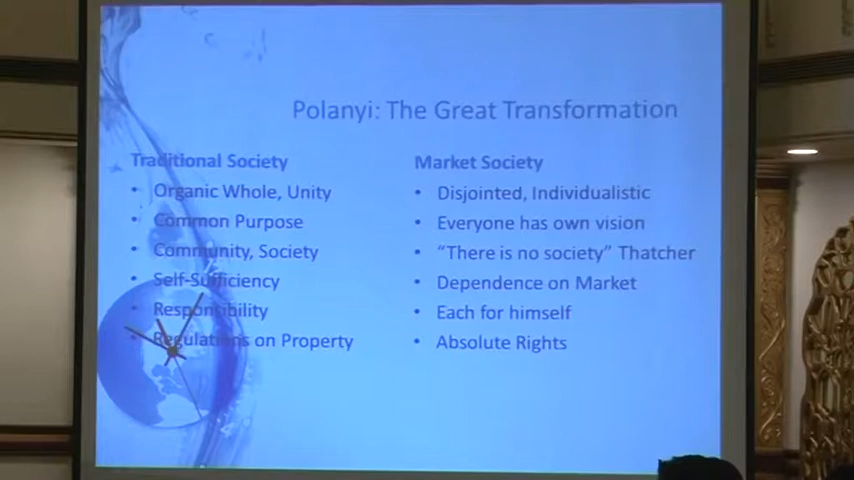 Polanyi: The Great Transformation
Traditional Society
• Organic Whole, Unity
• Common Purpose
• Community, Society
• Self-Sufficiency
• Responsibility
• Regulations on Property
Market Society
• Disjointed, Individualistic
• Everyone has own vision
• “There is no society” Thatcher
• Dependence on Market
• Each for himself
• Absolute Rights